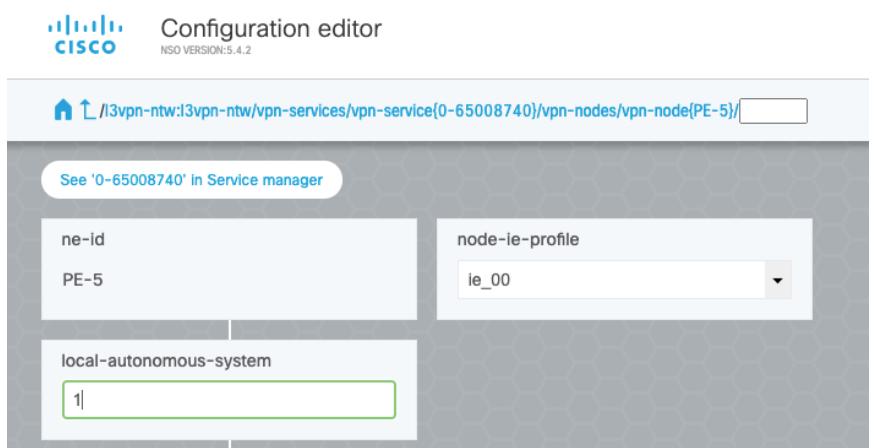 CISCO
Configuration editor
NSO VERSION:5.4.2
/l3vpn-ntw:l3vpn-ntw/vpn-services/vpn-service{0-65008740}/vpn-nodes/vpn-node{PE-5}/
See '0-65008740' in Service manager
ne-id
PE-5
node-ie-profile
ie_00
local-autonomous-system
1